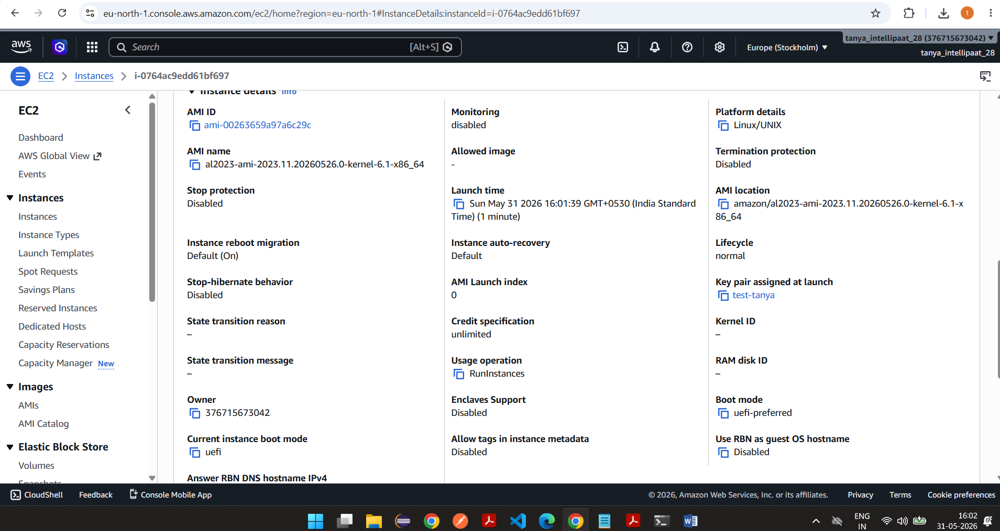 eu-north-1.console.aws.amazon.com/ec2/home?region=eu-north-1#InstanceDetails:instanceId=i-0764ac9edd61bf697
t
aws
Search
[Alt+S]
Europe (Stockholm)
tanya_intellipaat_28 (376715673042)
tanya_intellipaat_28
EC2
Instances
i-0764ac9edd61bf697
EC2
Dashboard
AWS Global View
Events
Instances
Instances
Instance Types
Launch Templates
Spot Requests
Savings Plans
Reserved Instances
Dedicated Hosts
Capacity Reservations
Capacity Manager New
Images
AMIs
AMI Catalog
Elastic Block Store
Volumes
Snapshots
Instance details Info
AMI ID
ami-00263659a97a6c29c
Monitoring
disabled
Platform details
Linux/UNIX
AMI name
al2023-ami-2023.11.20260526.0-kernel-6.1-x86_64
Allowed image
-
Termination protection
Disabled
Stop protection
Disabled
Launch time
Sun May 31 2026 16:01:39 GMT+0530 (India Standard
Time) (1 minute)
AMI location
amazon/al2023-ami-2023.11.20260526.0-kernel-6.1-x
86_64
Instance reboot migration
Default (On)
Instance auto-recovery
Default
Lifecycle
normal
Stop-hibernate behavior
Disabled
AMI Launch index
0
Key pair assigned at launch
test-tanya
State transition reason
–
Credit specification
unlimited
Kernel ID
–
State transition message
–
Usage operation
RunInstances
RAM disk ID
–
Owner
376715673042
Enclaves Support
Disabled
Boot mode
uefi-preferred
Current instance boot mode
uefi
Allow tags in instance metadata
Disabled
Use RBN as guest OS hostname
Disabled
Answer RBN DNS hostname IPv4
CloudShell
Feedback
Console Mobile App
© 2026, Amazon Web Services, Inc. or its affiliates.
Privacy
Terms
Cookie preferences
ENG
IN
16:02
31-05-2026